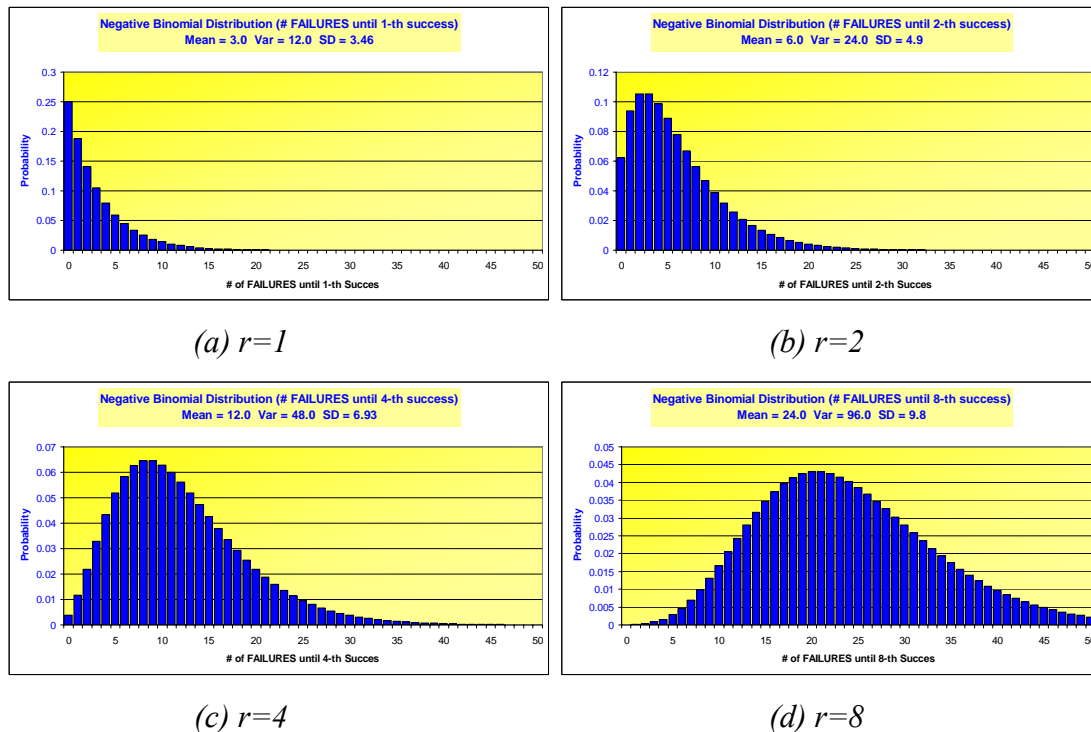 Negative Binomial Distribution (# FAILURES until 1-th success)
Mean = 3.0 Var = 12.0 SD = 3.46
0.3
0.25
0.2
0.15
0.1
0.05
0
Probability
0 5 10 15 20 25 30 35 40 45 50
# of FAILURES until 1-th Succes
(a) r=1
Negative Binomial Distribution (# FAILURES until 2-th success)
Mean = 6.0 Var = 24.0 SD = 4.9
0.12
0.1
0.08
0.06
0.04
0.02
0
Probability
0 5 10 15 20 25 30 35 40 45 50
# of FAILURES until 2-th Succes
(b) r=2
Negative Binomial Distribution (# FAILURES until 4-th success)
Mean = 12.0 Var = 48.0 SD = 6.93
0.07
0.06
0.05
0.04
0.03
0.02
0.01
0
Probability
0 5 10 15 20 25 30 35 40 45 50
# of FAILURES until 4-th Succes
(c) r=4
Negative Binomial Distribution (# FAILURES until 8-th success)
Mean = 24.0 Var = 96.0 SD = 9.8
0.05
0.045
0.04
0.035
0.03
0.025
0.02
0.015
0.01
0.005
0
Probability
0 5 10 15 20 25 30 35 40 45 50
# of FAILURES until 8-th Succes
(d) r=8